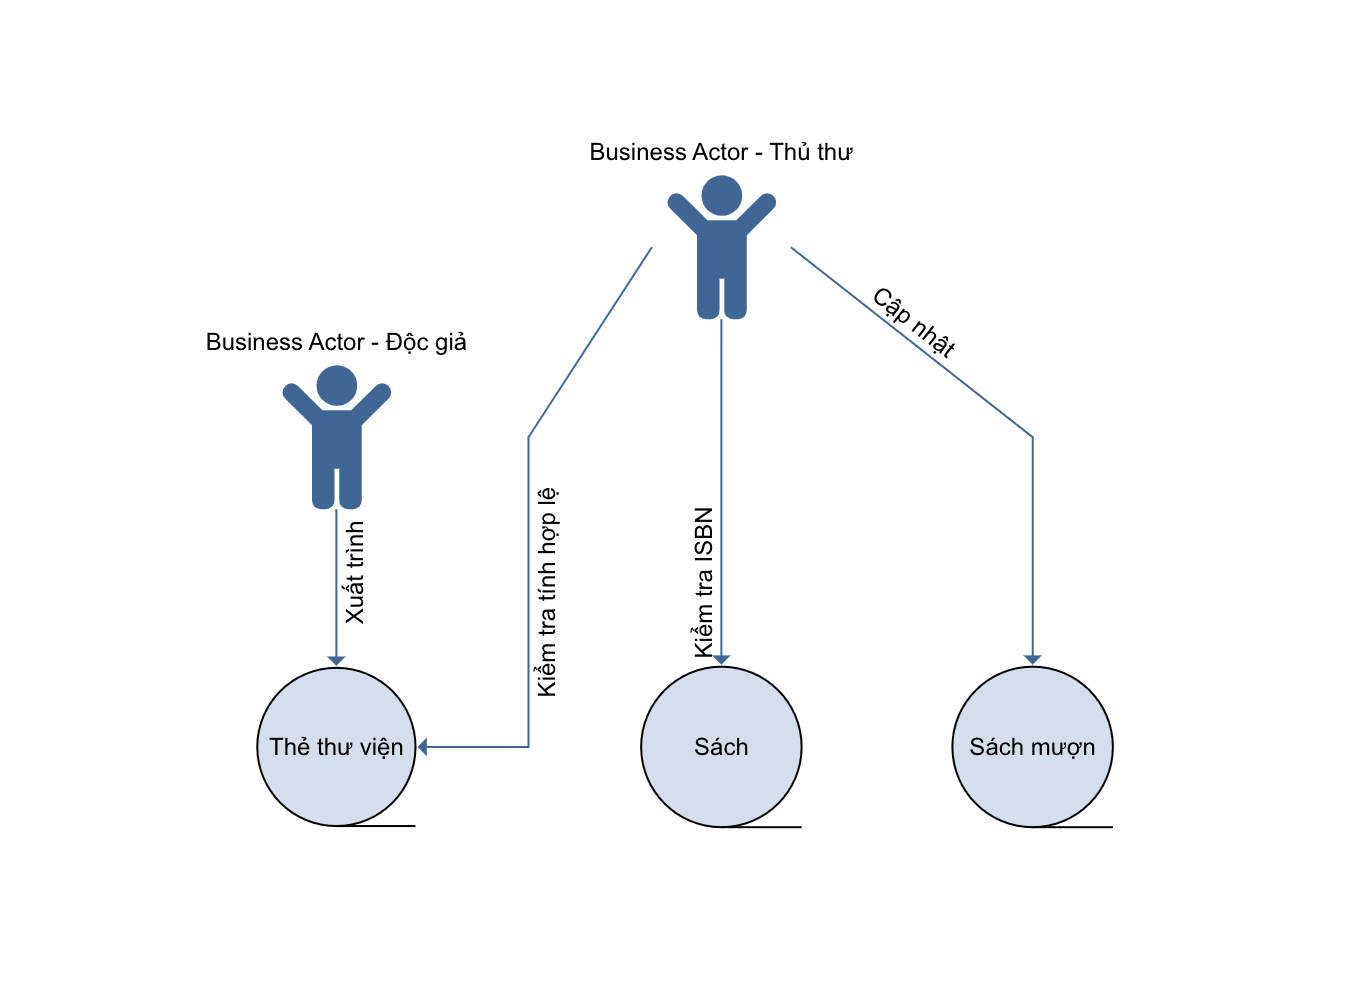 Business Actor - Thủ thư
Cập nhật
Business Actor - Độc giả
Xuất trình
Kiểm tra tính hợp lệ
Kiểm tra ISBN
Thẻ thư viện
Sách
Sách mượn